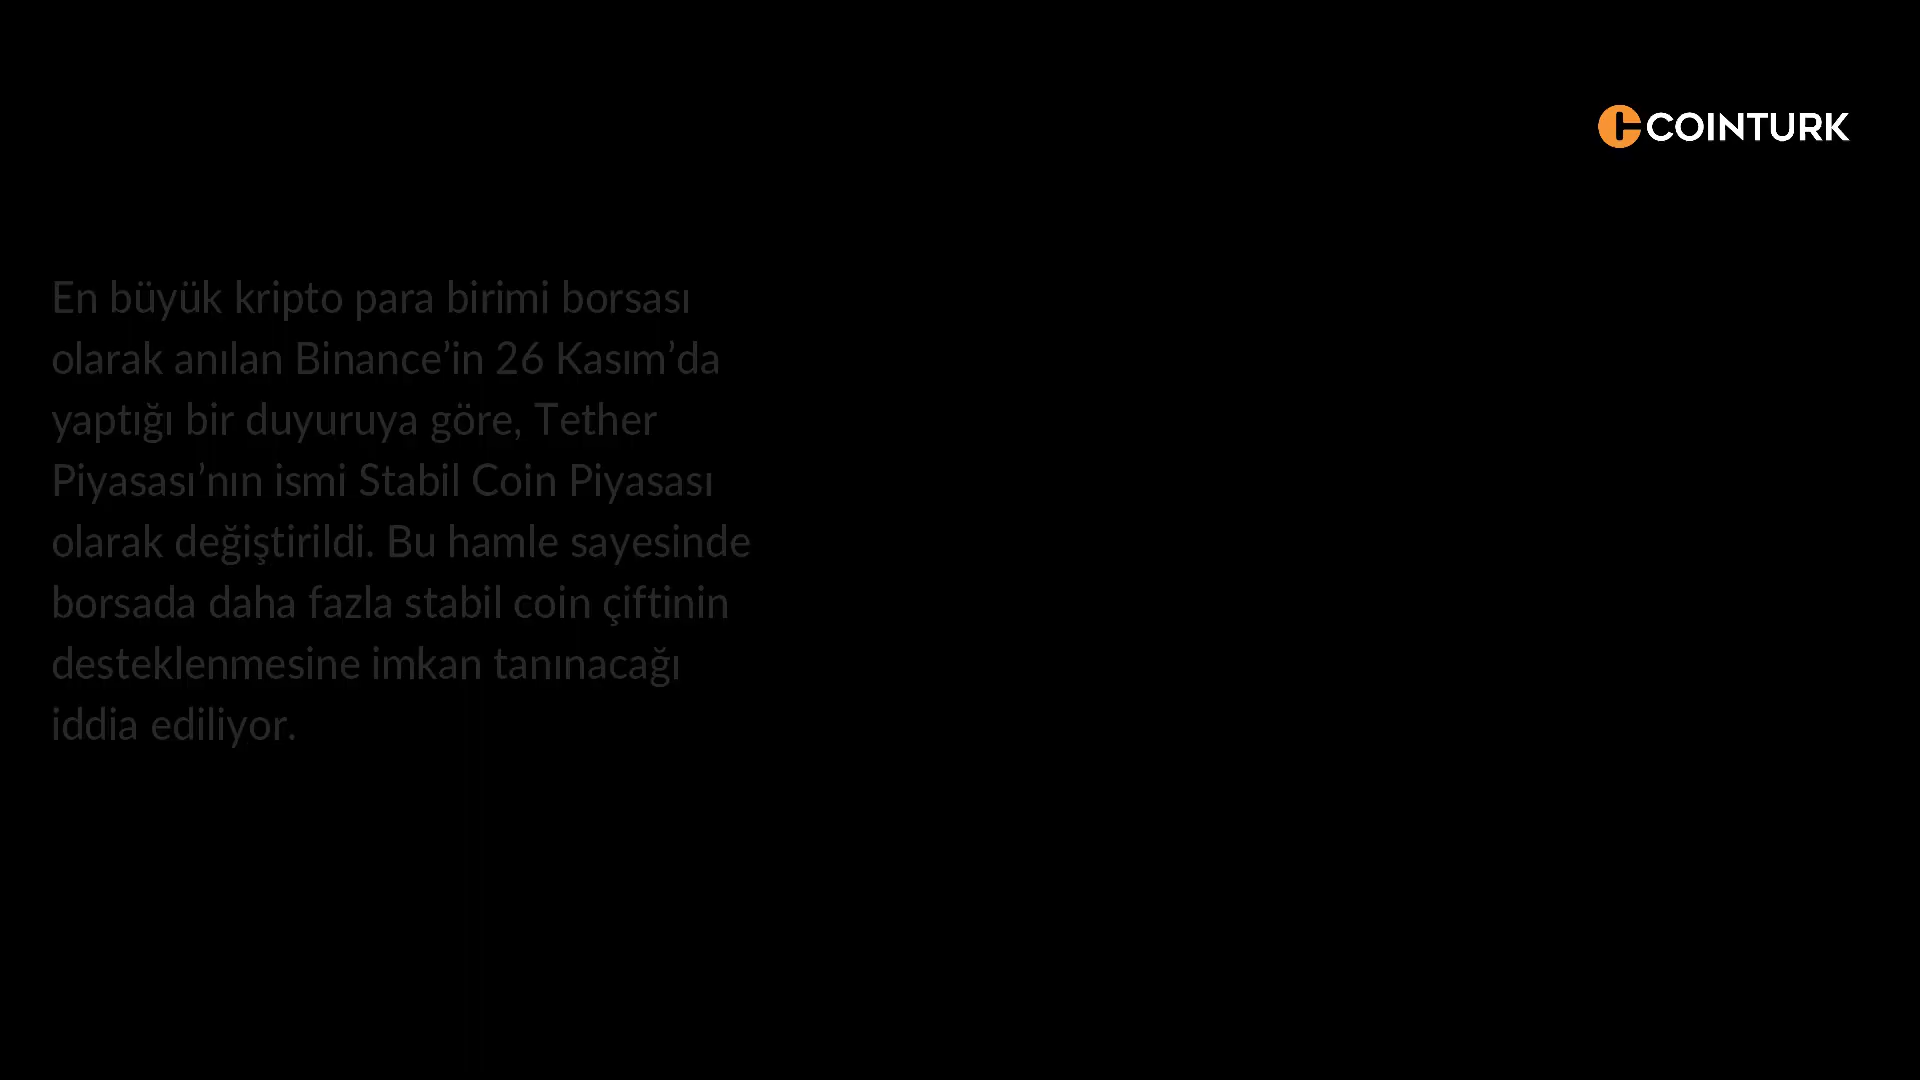 COINTURK
En büyük kripto para birimi borsası
olarak anılan Binance’in 26 Kasım’da
yaptığı bir duyuruya göre, Tether
Piyasası’nın ismi Stabil Coin Piyasası
olarak değiştirildi. Bu hamle sayesinde
borsada daha fazla stabil coin çiftinin
desteklenmesine imkan tanınacağı
iddia ediliyor.